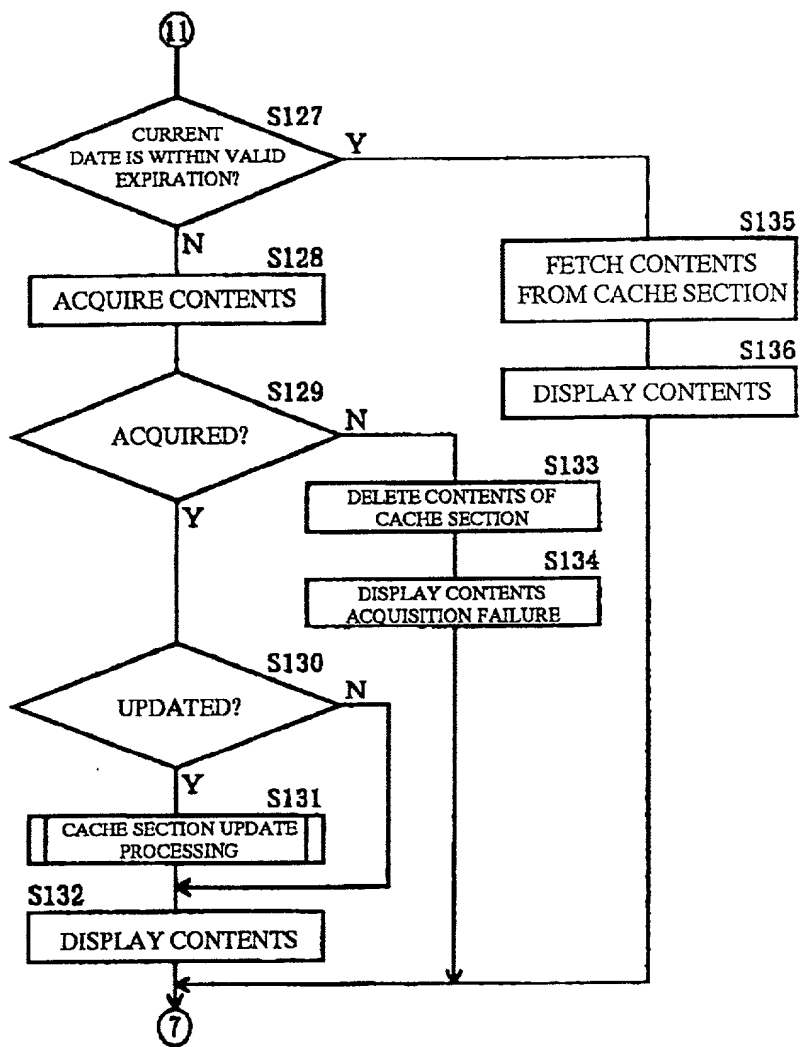 11
S127
CURRENT
DATE IS WITHIN VALID
EXPIRATION?
Y
N
S128
ACQUIRE CONTENTS
S129
ACQUIRED?
N
Y
S130
UPDATED?
N
Y
S131
CACHE SECTION UPDATE
PROCESSING
S132
DISPLAY CONTENTS
S133
DELETE CONTENTS OF
CACHE SECTION
S134
DISPLAY CONTENTS
ACQUISITION FAILURE
S135
FETCH CONTENTS
FROM CACHE SECTION
S136
DISPLAY CONTENTS
7